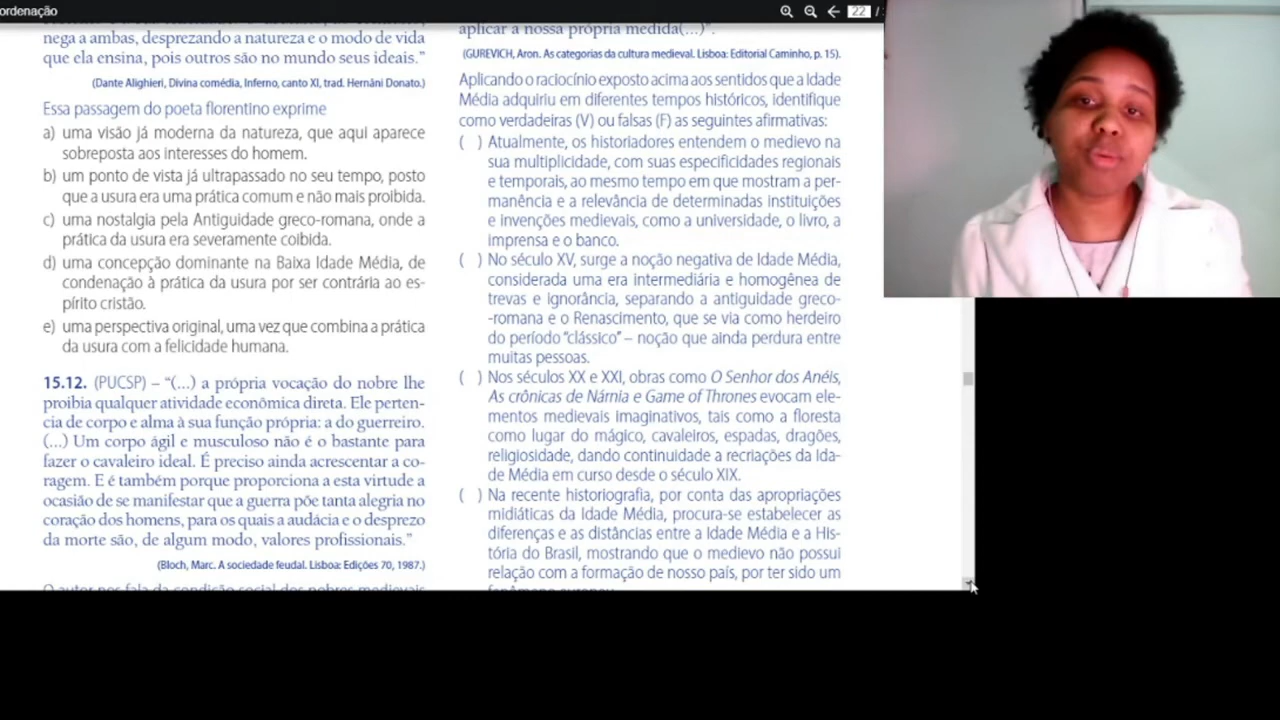 ordenação
22 /
nega a ambas, desprezando a natureza e o modo de vida
que ela ensina, pois outros são no mundo seus ideais.”
(Dante Alighieri, Divina comédia, Inferno, canto XI, trad. Hernâni Donato.)
Essa passagem do poeta florentino exprime
a) uma visão já moderna da natureza, que aqui aparece
sobreposta aos interesses do homem.
b) um ponto de vista já ultrapassado no seu tempo, posto
que a usura era uma prática comum e não mais proibida.
c) uma nostalgia pela Antiguidade greco-romana, onde a
prática da usura era severamente coibida.
d) uma concepção dominante na Baixa Idade Média, de
condenação à prática da usura por ser contrária ao es-
pírito cristão.
e) uma perspectiva original, uma vez que combina a prática
da usura com a felicidade humana.
15.12. (PUCSP) – “(...) a própria vocação do nobre lhe
proibia qualquer atividade econômica direta. Ele perten-
cia de corpo e alma à sua função própria: a do guerreiro.
(...) Um corpo ágil e musculoso não é o bastante para
fazer o cavaleiro ideal. É preciso ainda acrescentar a co-
ragem. E é também porque proporciona a esta virtude a
ocasião de se manifestar que a guerra põe tanta alegria no
coração dos homens, para os quais a audácia e o desprezo
da morte são, de algum modo, valores profissionais.”
(Bloch, Marc. A sociedade feudal. Lisboa: Edições 70, 1987.)
O autor nos fala da condição social dos nobres medievais
aplicar a nossa própria medida(...)”.
(GUREVICH, Aron. As categorias da cultura medieval. Lisboa: Editorial Caminho, p. 15).
Aplicando o raciocínio exposto acima aos sentidos que a Idade
Média adquiriu em diferentes tempos históricos, identifique
como verdadeiras (V) ou falsas (F) as seguintes afirmativas:
( ) Atualmente, os historiadores entendem o medievo na
sua multiplicidade, com suas especificidades regionais
e temporais, ao mesmo tempo em que mostram a per-
manência e a relevância de determinadas instituições
e invenções medievais, como a universidade, o livro, a
imprensa e o banco.
( ) No século XV, surge a noção negativa de Idade Média,
considerada uma era intermediária e homogênea de
trevas e ignorância, separando a antiguidade greco-
-romana e o Renascimento, que se via como herdeiro
do período “clássico” – noção que ainda perdura entre
muitas pessoas.
( ) Nos séculos XX e XXI, obras como O Senhor dos Anéis,
As crônicas de Nárnia e Game of Thrones evocam ele-
mentos medievais imaginativos, tais como a floresta
como lugar do mágico, cavaleiros, espadas, dragões,
religiosidade, dando continuidade a recriações da Ida-
de Média em curso desde o século XIX.
( ) Na recente historiografia, por conta das apropriações
midiáticas da Idade Média, procura-se estabelecer as
diferenças e as distâncias entre a Idade Média e a His-
tória do Brasil, mostrando que o medievo não possui
relação com a formação de nosso país, por ter sido um